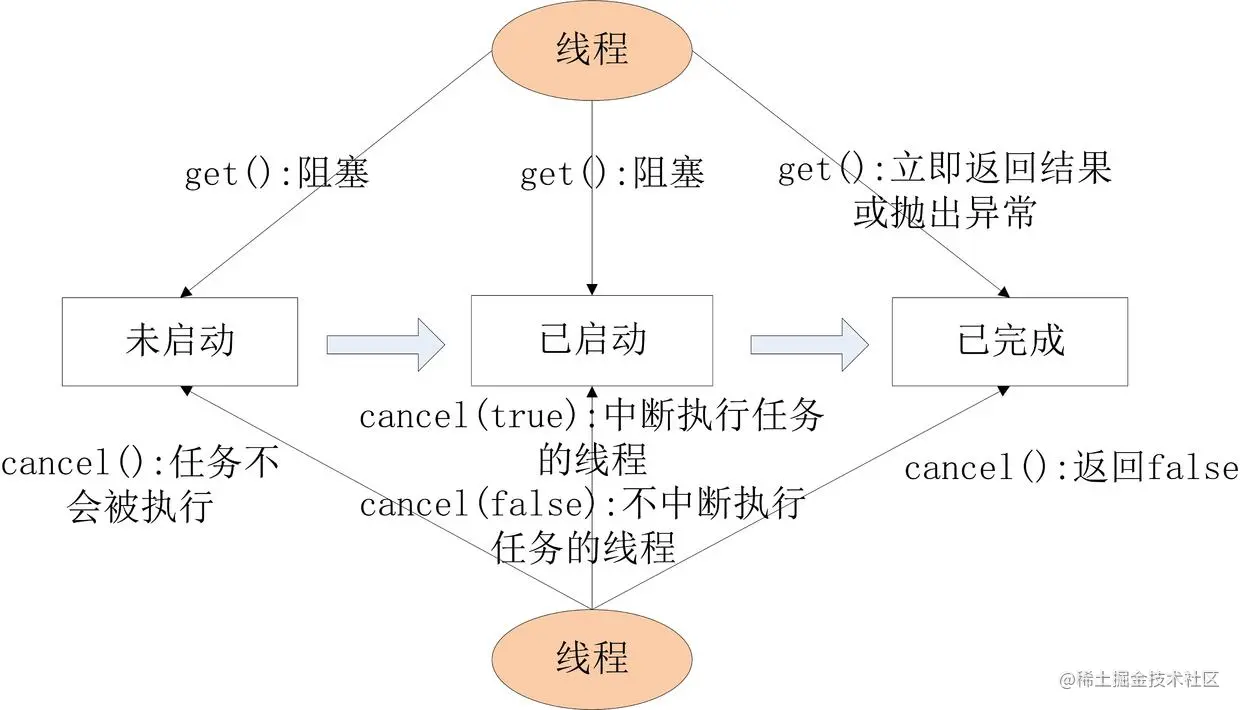 线程
get():阻塞
get():阻塞
get():立即返回结果
或抛出异常
未启动
已启动
已完成
cancel(true):中断执行任务
的线程
cancel():任务不
会被执行
cancel(false):不中断执行
任务的线程
cancel():返回false
线程
@稀土掘金技术社区